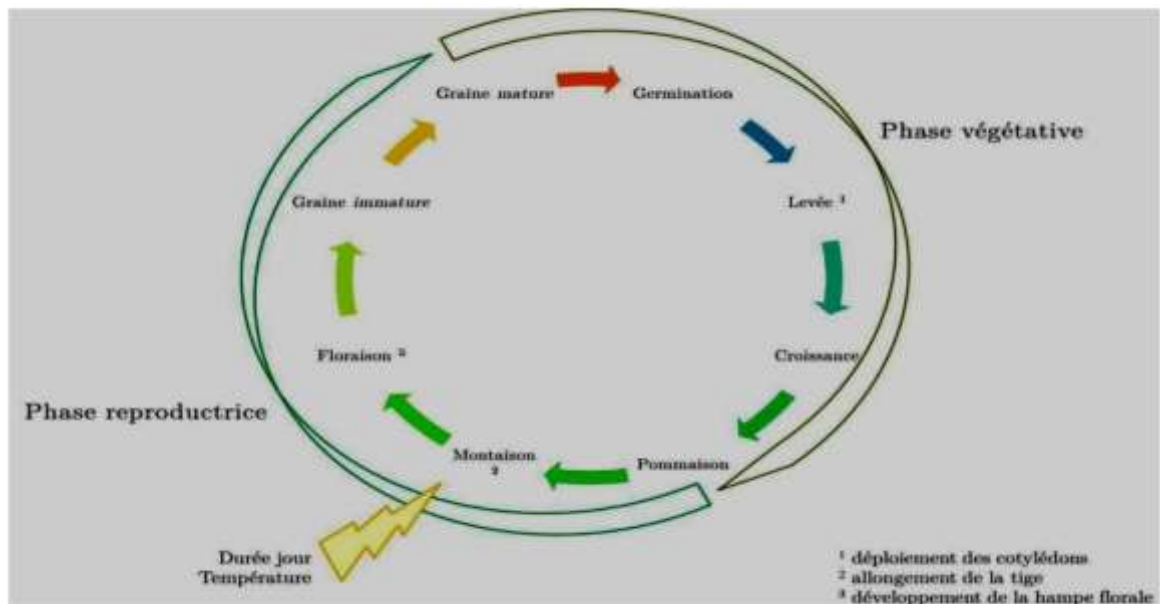 Graine mature
Germination
Phase végétative
Levée ¹
Graine immature
Croissance
Floraison ³
Phase reproductrice
Montaison
²
Pommaison
Durée jour
Température
¹ déploiement des cotylédons
² allongement de la tige
³ développement de la hampe florale